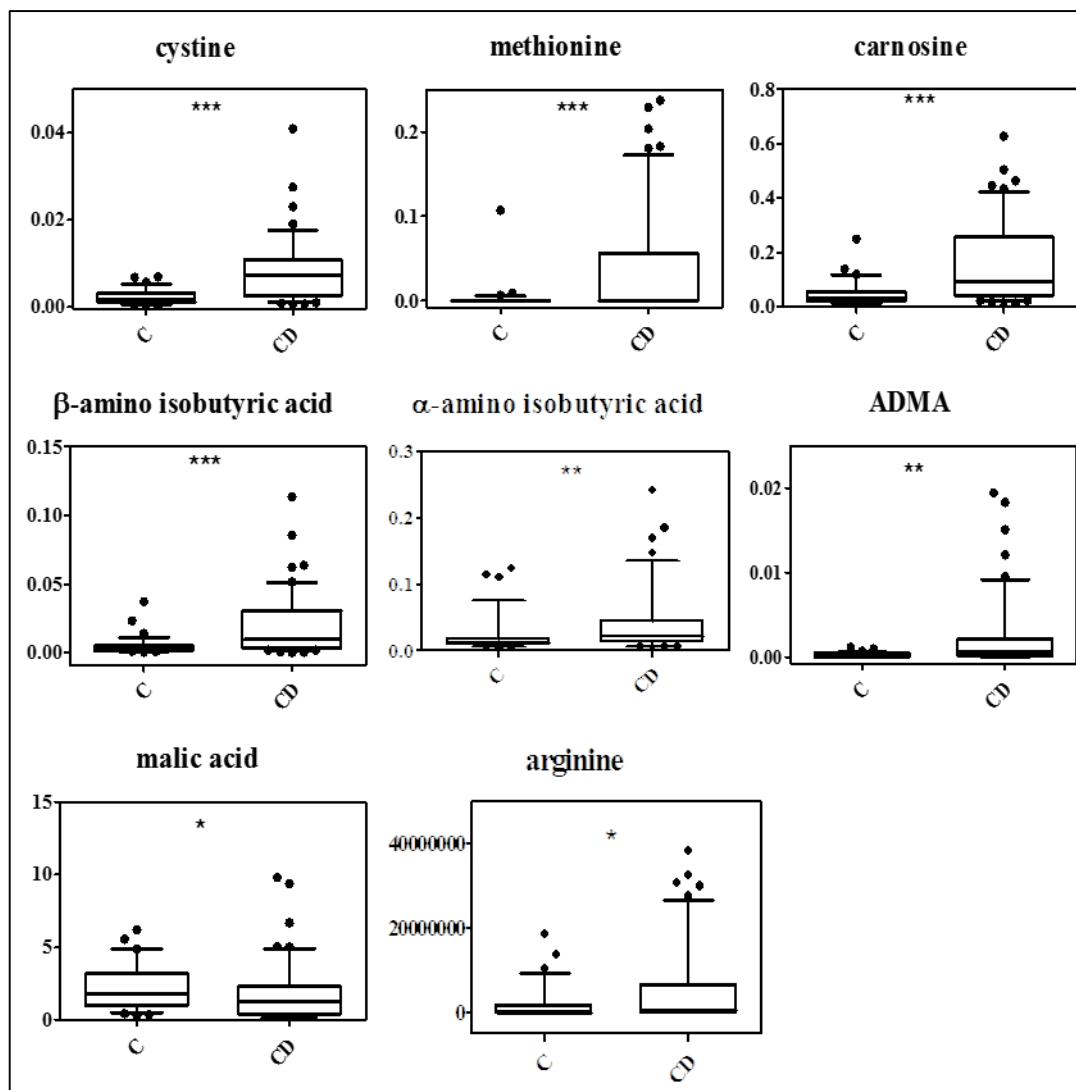 cystine methionine carnosine
*** *** ***
0.04 0.2 0.8
0.02 0.1 0.6
0.00 0.0 0.4
0.2
0.0
C CD C CD C CD
β-amino isobutyric acid α-amino isobutyric acid ADMA
*** ** **
0.15 0.3 0.02
0.10 0.2 0.01
0.05 0.1 0.00
0.00 0.0
C CD C CD C CD
malic acid arginine
* *
15 40000000
10 20000000
5 0
0
C CD C CD